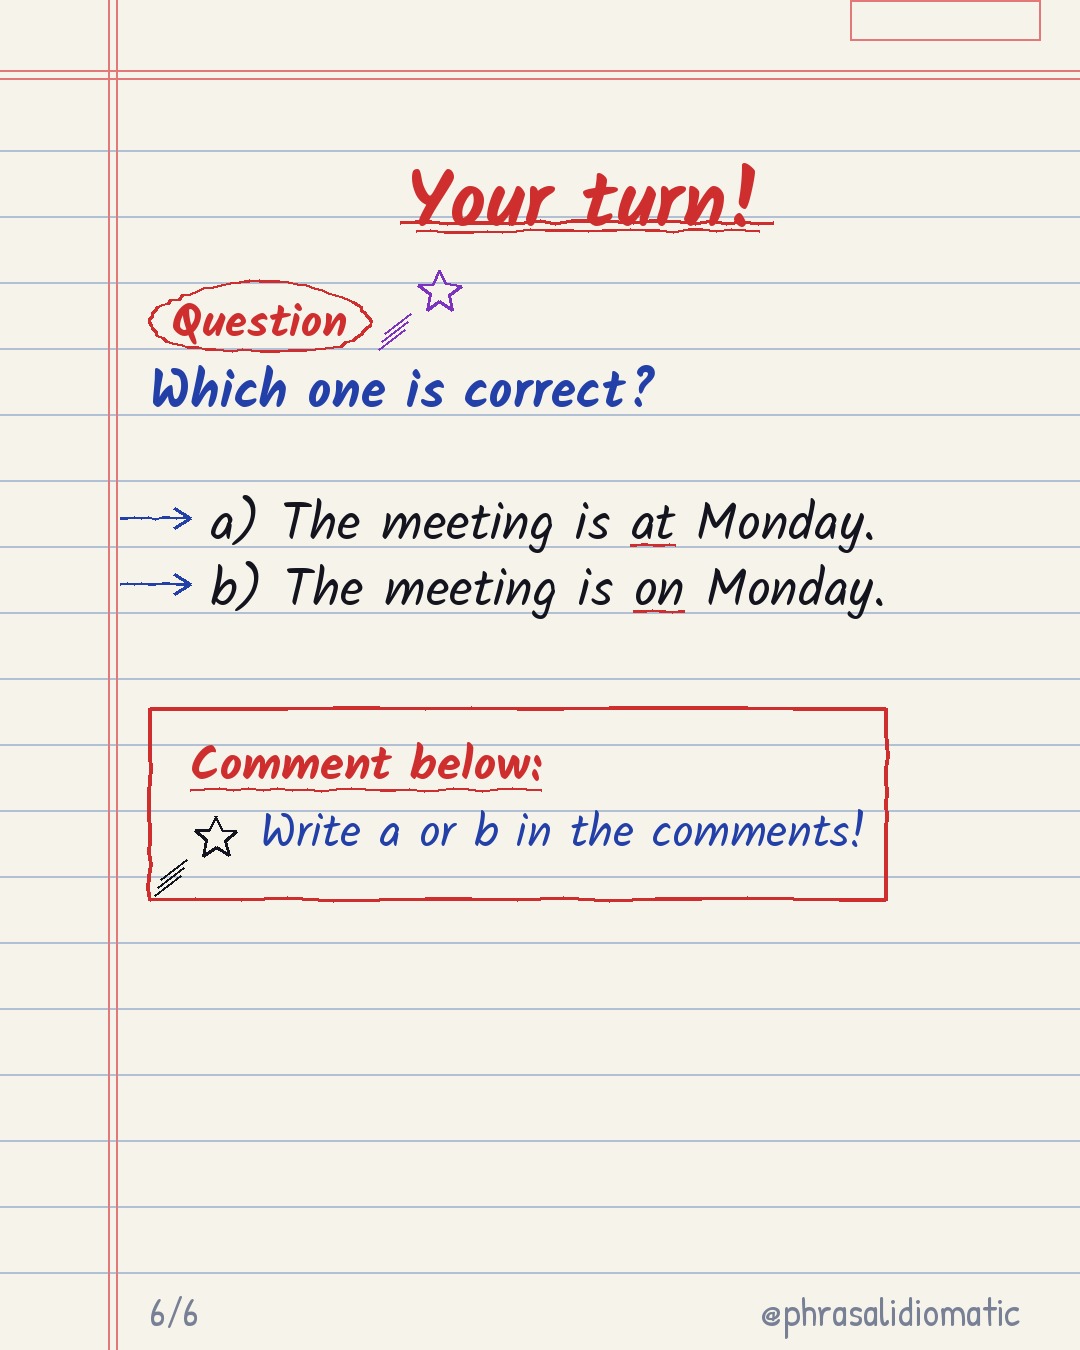 Your turn!
Question
Which one is correct?
a) The meeting is at Monday.
b) The meeting is on Monday.
Comment below:
Write a or b in the comments!
6/6
@phrasalidiomatic